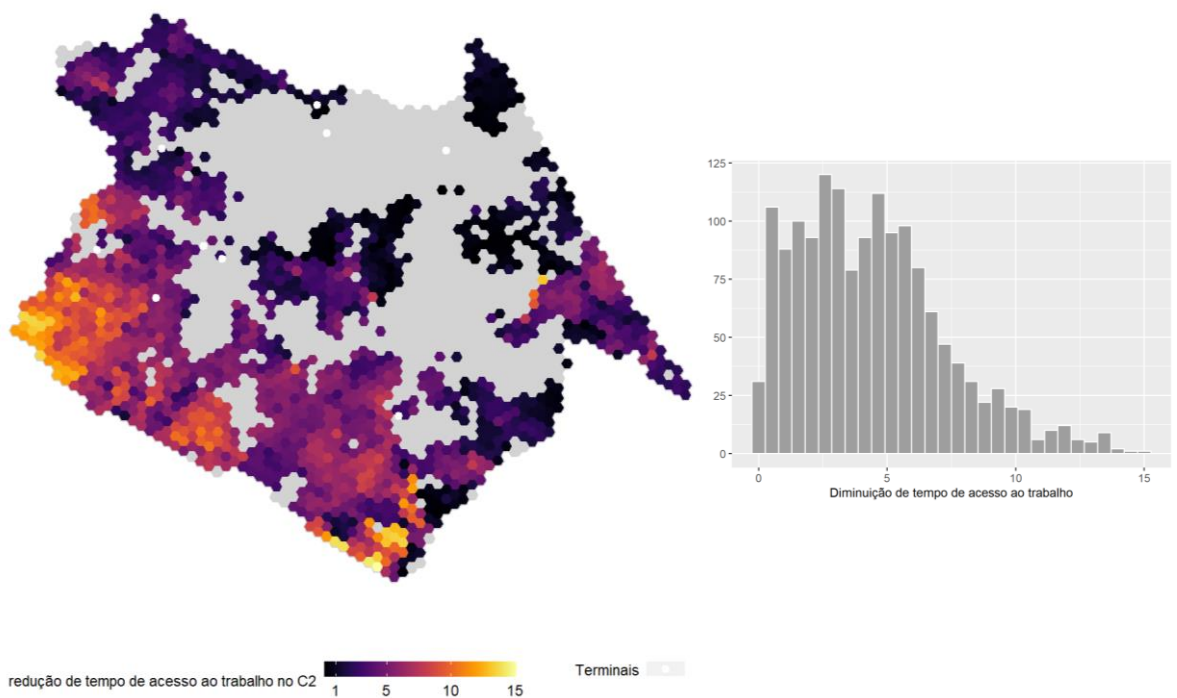 125
100
75
50
25
0
0 5 10 15
Diminuição de tempo de acesso ao trabalho
redução de tempo de acesso ao trabalho no C2
1 5 10 15
Terminais